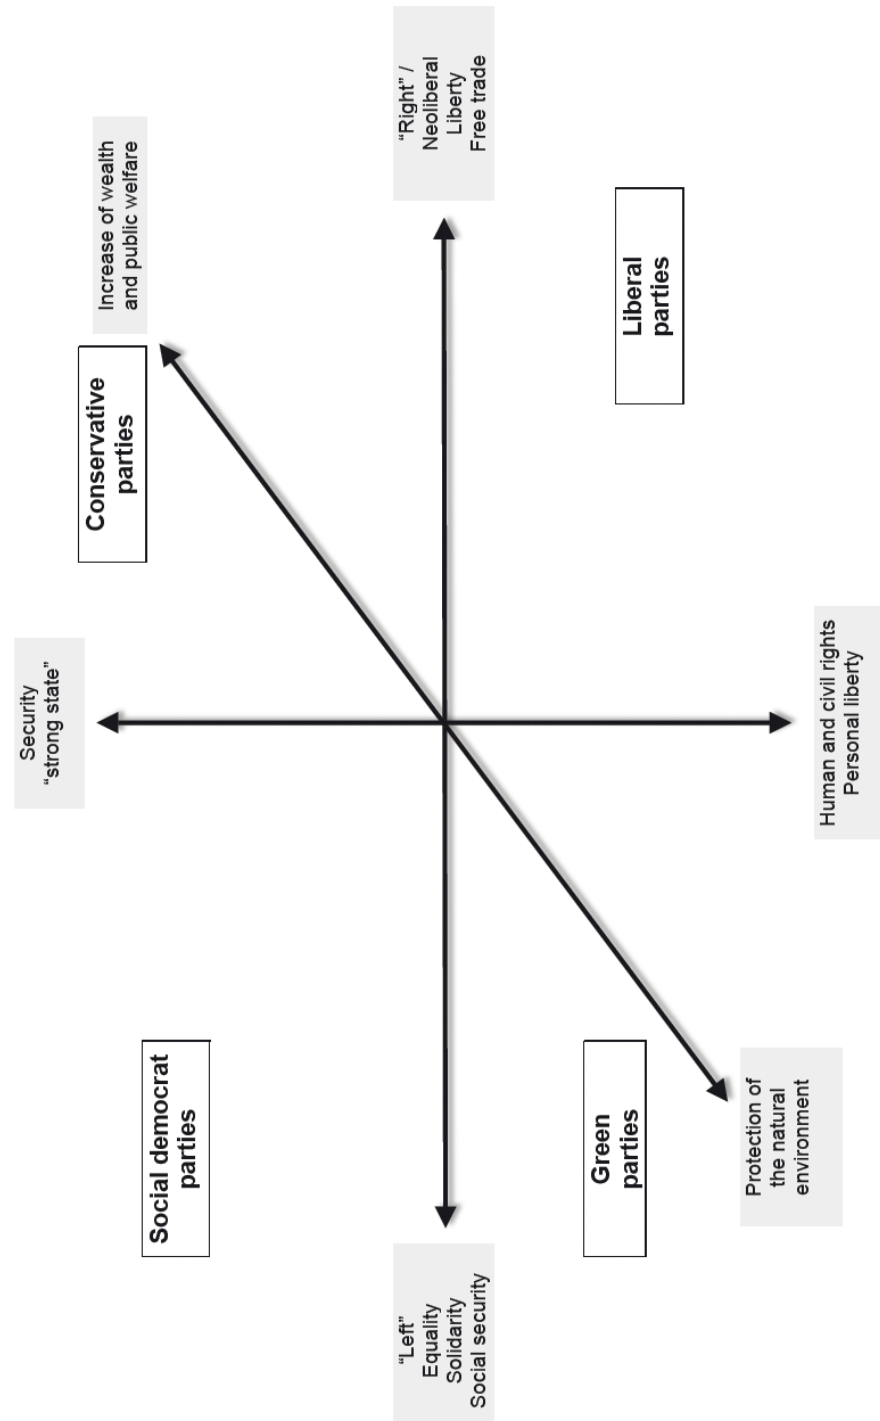 Security
“strong state”
Conservative
parties
Increase of wealth
and public welfare
Social democrat
parties
“Left”
Equality
Solidarity
Social security
“Right” /
Neoliberal
Liberty
Free trade
Green
parties
Liberal
parties
Protection of
the natural
environment
Human and civil rights
Personal liberty